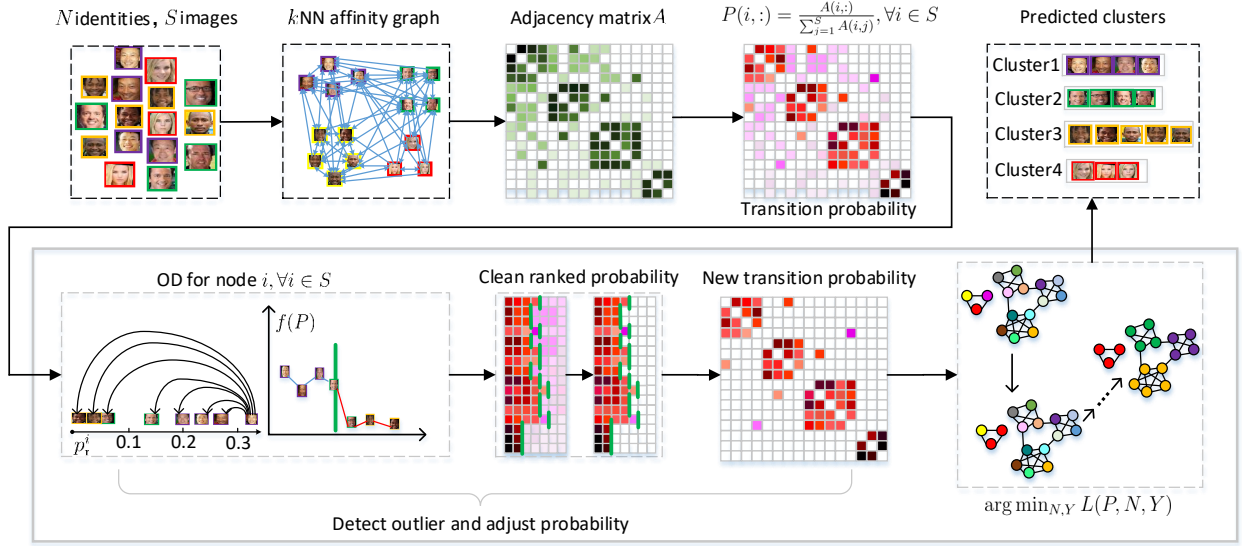 N identities, S images
kNN affinity graph
Adjacency matrix A
P(i,:) = \frac{A(i,:)}{\sum_{j=1}^{S} A(i,j)}, ∀i ∈ S
Predicted clusters
Cluster1
Cluster2
Cluster3
Cluster4
Transition probability
OD for node i, ∀i ∈ S
f(P)
p_r^i
0.1
0.2
0.3
Clean ranked probability
New transition probability
arg min_{N,Y} L(P, N, Y)
Detect outlier and adjust probability